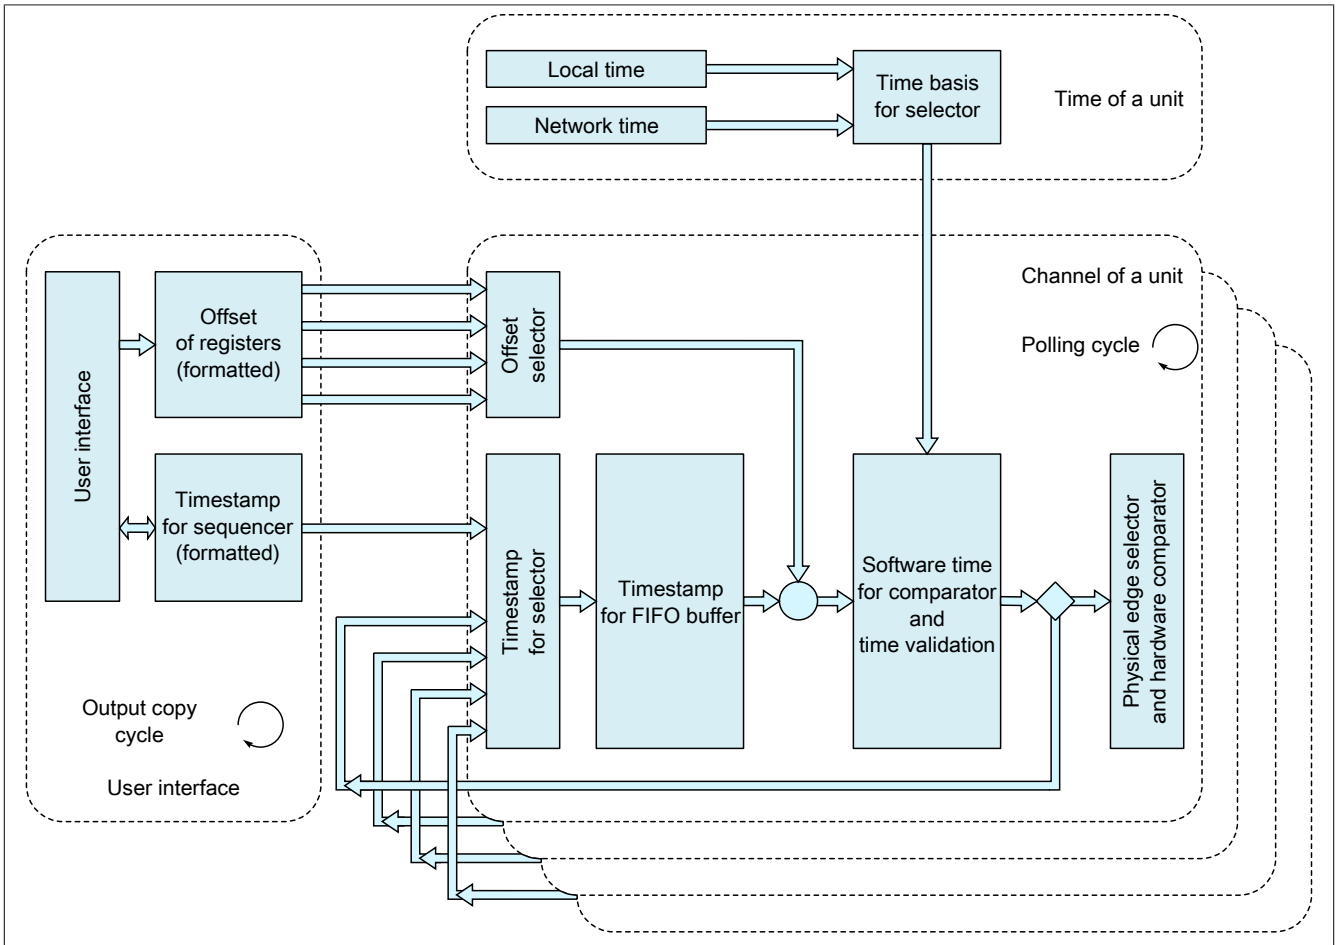 Local time
Network time
Time basis
for selector
Time of a unit
User interface
Offset
of registers
(formatted)
Timestamp
for sequencer
(formatted)
Output copy
cycle
User interface
Channel of a unit
Polling cycle
Offset
selector
Timestamp
for selector
Timestamp
for FIFO buffer
Software time
for comparator
and
time validation
Physical edge selector
and hardware comparator